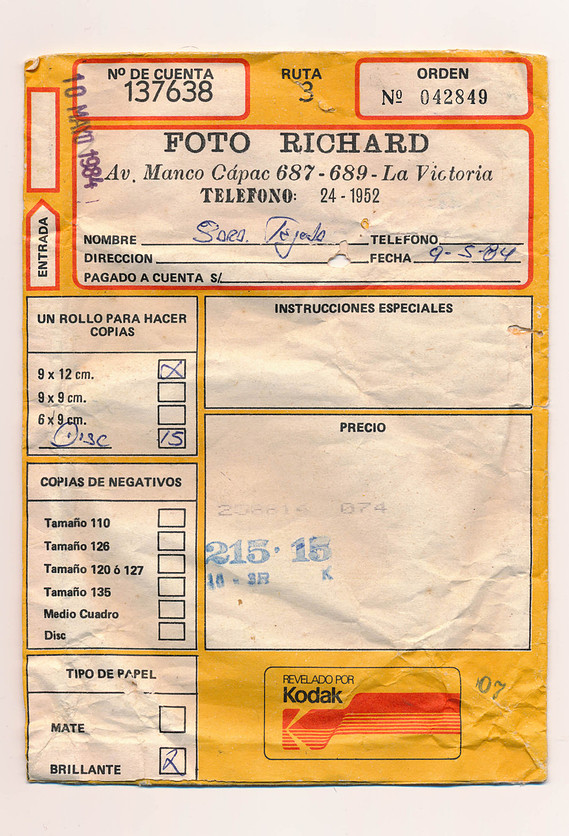 Nº DE CUENTA
137638
RUTA
3
ORDEN
Nº 042849
10 MAYO 1984
FOTO RICHARD
Av. Manco Cápac 687-689 - La Victoria
TELEFONO: 24-1952
NOMBRE Sara Tejada TELEFONO
DIRECCION FECHA 9-5-84
PAGADO A CUENTA S/
ENTRADA
UN ROLLO PARA HACER
COPIAS
9 x 12 cm. X
9 x 9 cm.
6 x 9 cm.
Disc 15
INSTRUCCIONES ESPECIALES
PRECIO
074
215. 15
K
COPIAS DE NEGATIVOS
Tamaño 110
Tamaño 126
Tamaño 120 ó 127
Tamaño 135
Medio Cuadro
Disc
TIPO DE PAPEL
MATE
BRILLANTE
REVELADO POR
Kodak
07